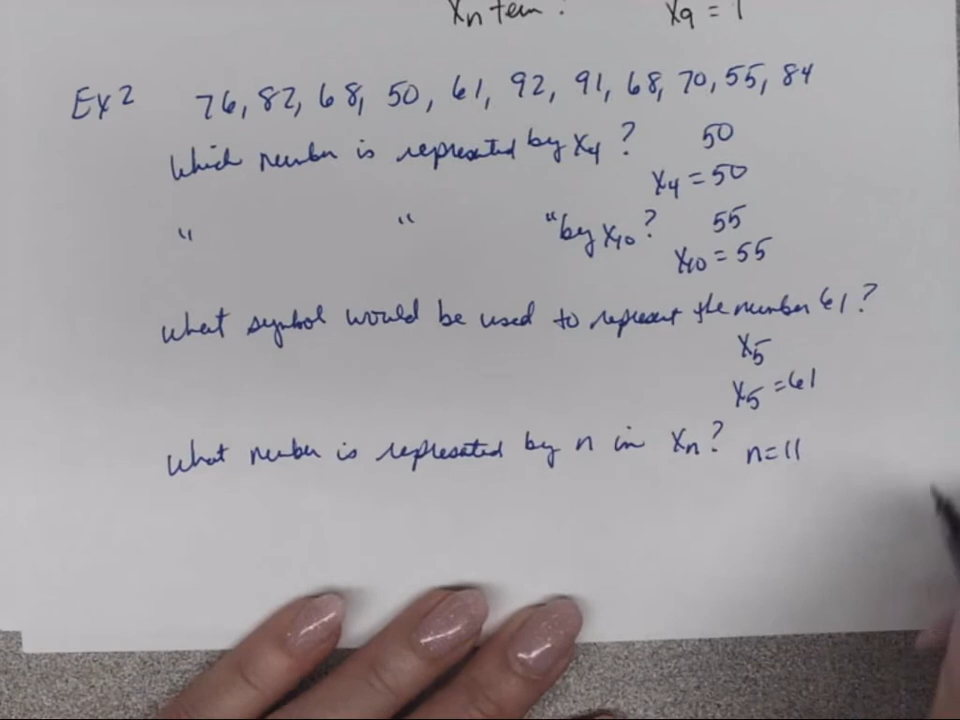 Xn term? X9 = 1
Ex 2 76, 82, 68, 50, 61, 92, 91, 68, 70, 55, 84
Which number is represented by X4? 50
X4 = 50
" " " by X10? 55
X10 = 55
What symbol would be used to represent the number 61?
X5
X5 = 61
What number is represented by n in Xn? n = 11